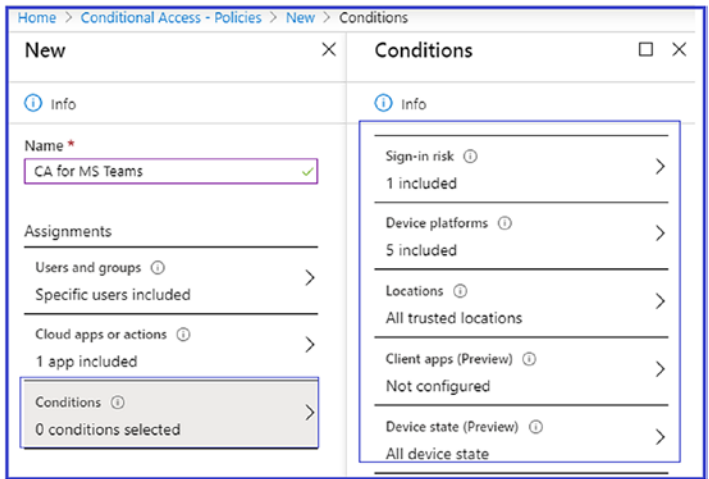 Home > Conditional Access - Policies > New > Conditions
New
Info
Name *
CA for MS Teams
Assignments
Users and groups
Specific users included
Cloud apps or actions
1 app included
Conditions
0 conditions selected
Conditions
Info
Sign-in risk
1 included
Device platforms
5 included
Locations
All trusted locations
Client apps (Preview)
Not configured
Device state (Preview)
All device state